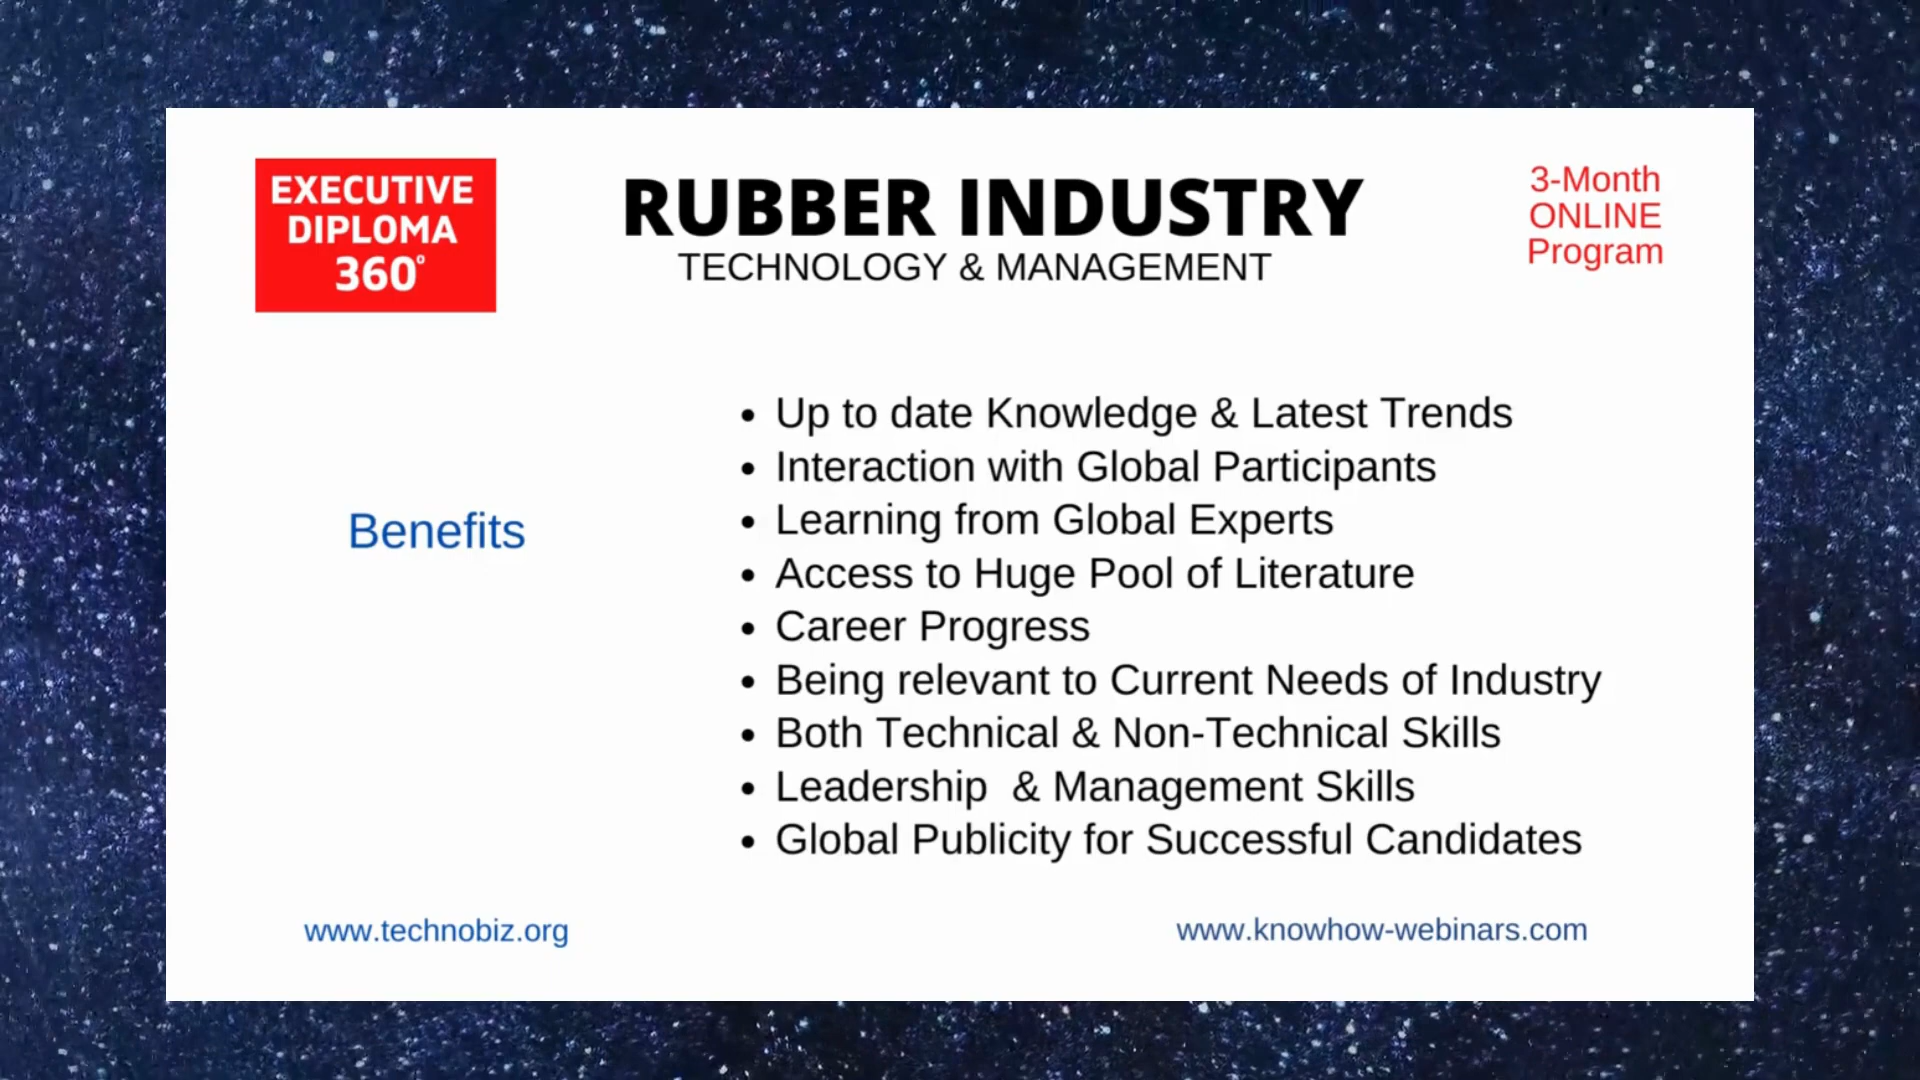 EXECUTIVE
DIPLOMA
360°
RUBBER INDUSTRY
TECHNOLOGY & MANAGEMENT
3-Month
ONLINE
Program
Benefits
• Up to date Knowledge & Latest Trends
• Interaction with Global Participants
• Learning from Global Experts
• Access to Huge Pool of Literature
• Career Progress
• Being relevant to Current Needs of Industry
• Both Technical & Non-Technical Skills
• Leadership  & Management Skills
• Global Publicity for Successful Candidates
www.technobiz.org
www.knowhow-webinars.com